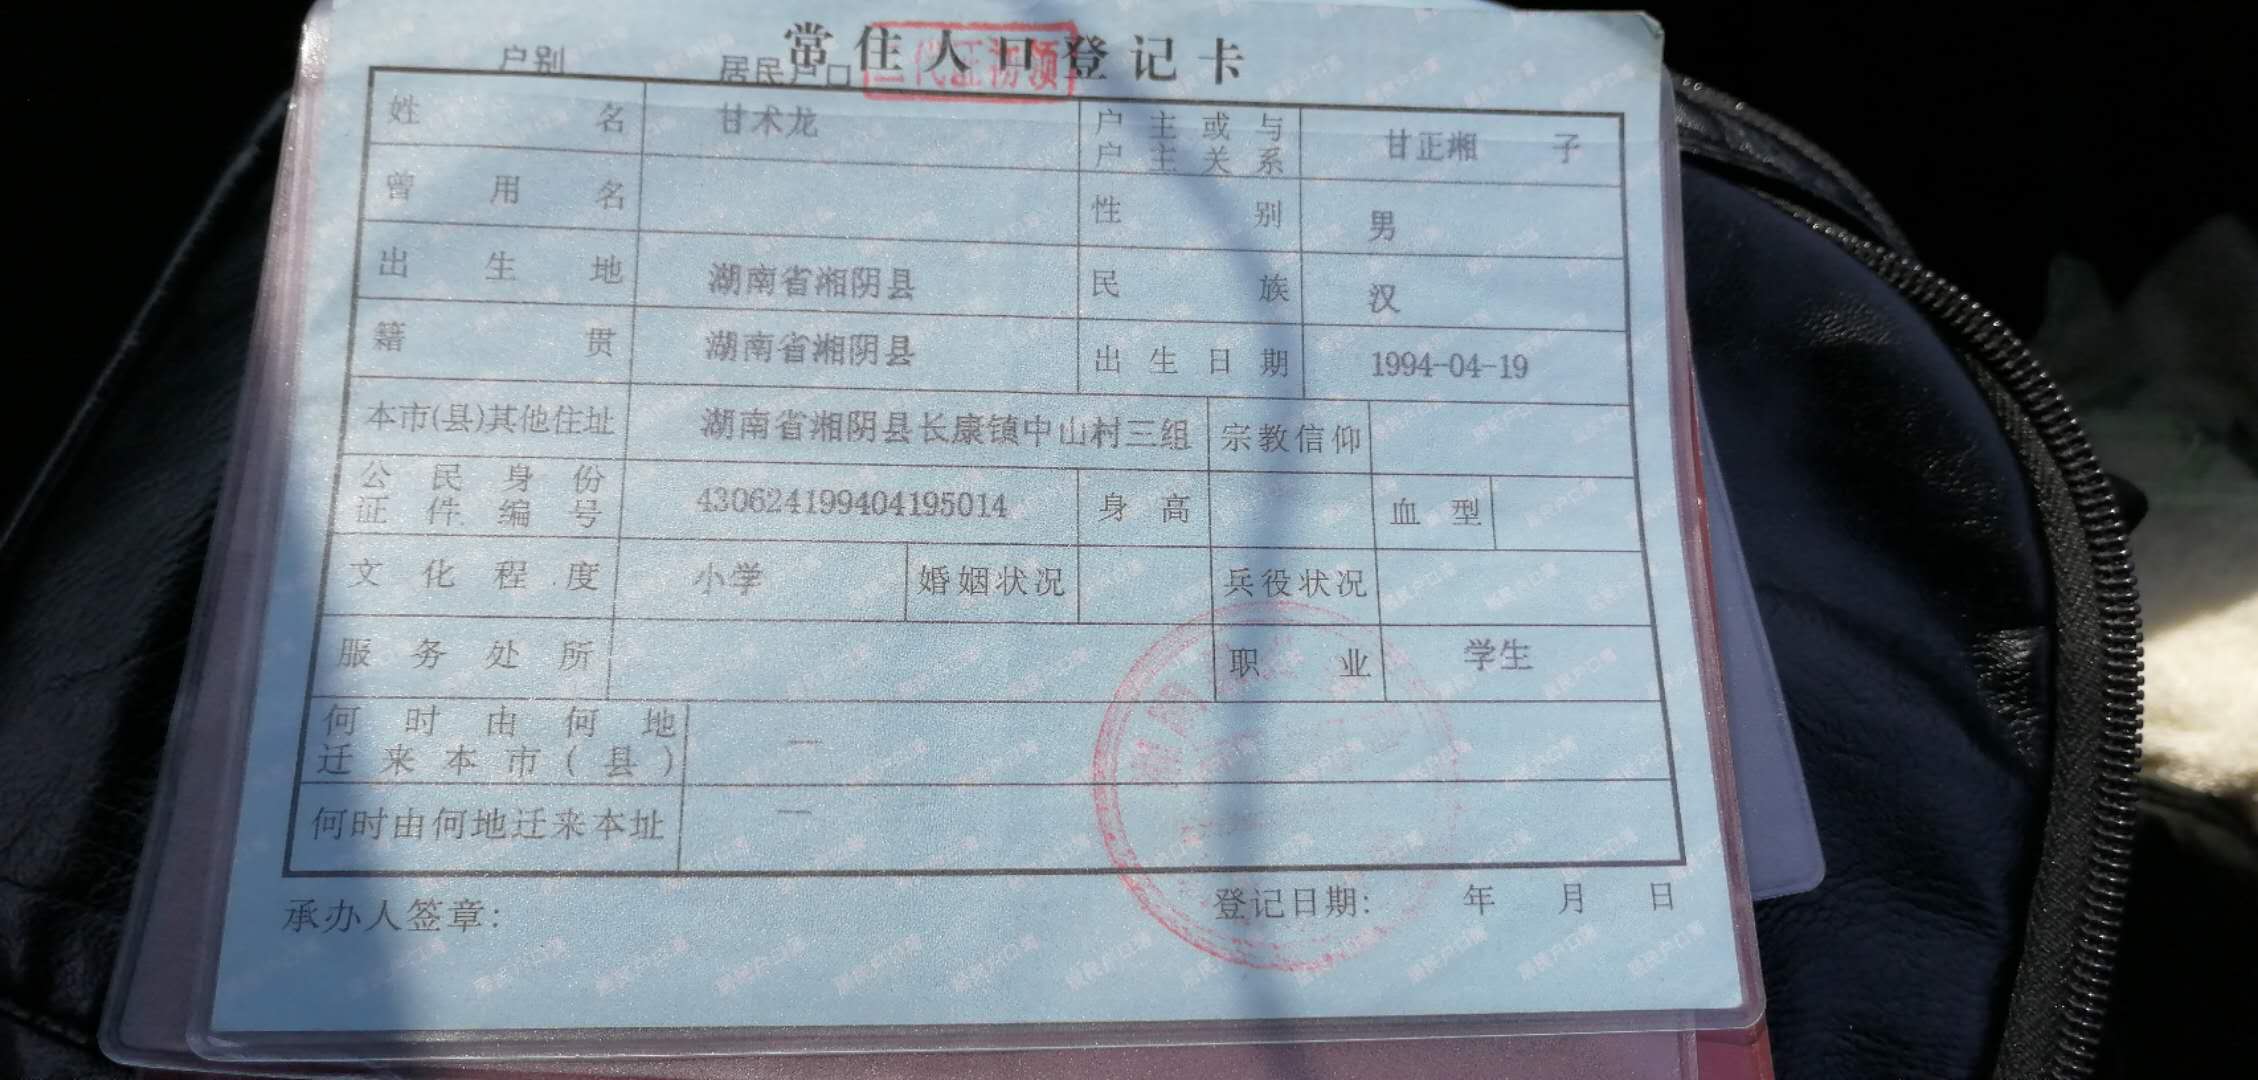 常住人口登记卡
户别 居民户口 二代证初领
姓名 甘术龙 户主或与户主关系 甘正湘 子
曾用名 性别 男
出生地 湖南省湘阴县 民族 汉
籍贯 湖南省湘阴县 出生日期 1994-04-19
本市(县)其他住址 湖南省湘阴县长康镇中山村三组 宗教信仰
公民身份证件编号 430624199404195014 身高 血型
文化程度 小学 婚姻状况 兵役状况
服务处所 职业 学生
何时由何地迁来本市(县) —
何时由何地迁来本址 —
承办人签章: 登记日期: 年 月 日